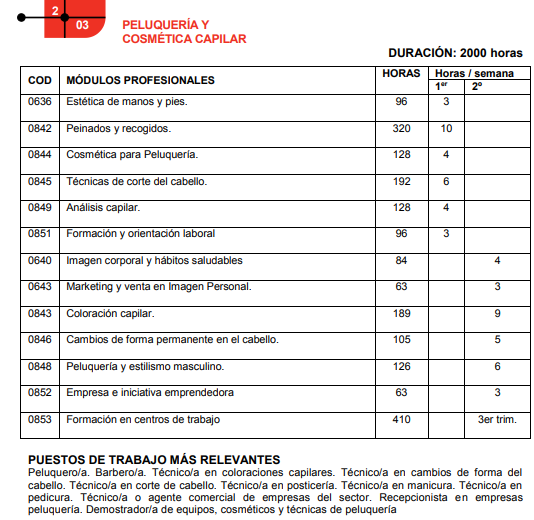 2
03
PELUQUERÍA Y
COSMÉTICA CAPILAR
DURACIÓN: 2000 horas
COD MÓDULOS PROFESIONALES HORAS Horas / semana
1er 2º
0636 Estética de manos y pies. 96 3
0842 Peinados y recogidos. 320 10
0844 Cosmética para Peluquería. 128 4
0845 Técnicas de corte del cabello. 192 6
0849 Análisis capilar. 128 4
0851 Formación y orientación laboral 96 3
0640 Imagen corporal y hábitos saludables 84 4
0643 Marketing y venta en Imagen Personal. 63 3
0843 Coloración capilar. 189 9
0846 Cambios de forma permanente en el cabello. 105 5
0848 Peluquería y estilismo masculino. 126 6
0852 Empresa e iniciativa emprendedora 63 3
0853 Formación en centros de trabajo 410 3er trim.
PUESTOS DE TRABAJO MÁS RELEVANTES
Peluquero/a. Barbero/a. Técnico/a en coloraciones capilares. Técnico/a en cambios de forma del
cabello. Técnico/a en corte de cabello. Técnico/a en posticería. Técnico/a en manicura. Técnico/a en
pedicura. Técnico/a o agente comercial de empresas del sector. Recepcionista en empresas
peluquería. Demostrador/a de equipos, cosméticos y técnicas de peluquería